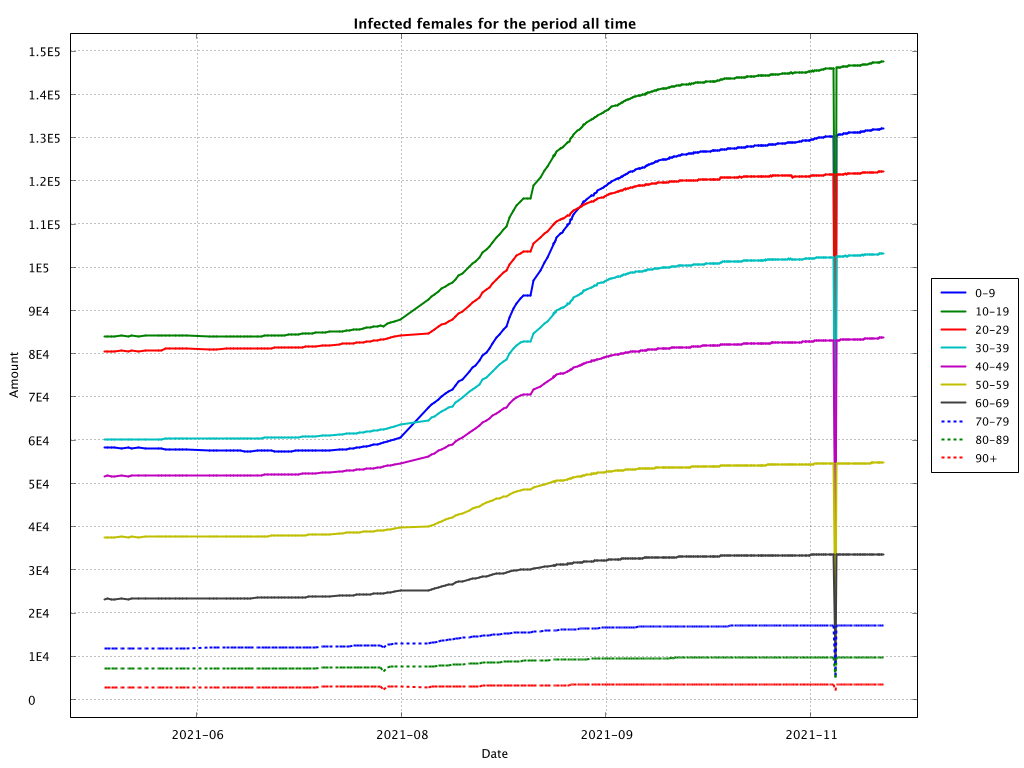 Infected females for the period all time
1.5E5
1.4E5
1.3E5
1.2E5
1.1E5
1E5
9E4
8E4
7E4
6E4
5E4
4E4
3E4
2E4
1E4
0
Amount
2021-06
2021-08
2021-09
2021-11
Date
0-9
10-19
20-29
30-39
40-49
50-59
60-69
70-79
80-89
90+